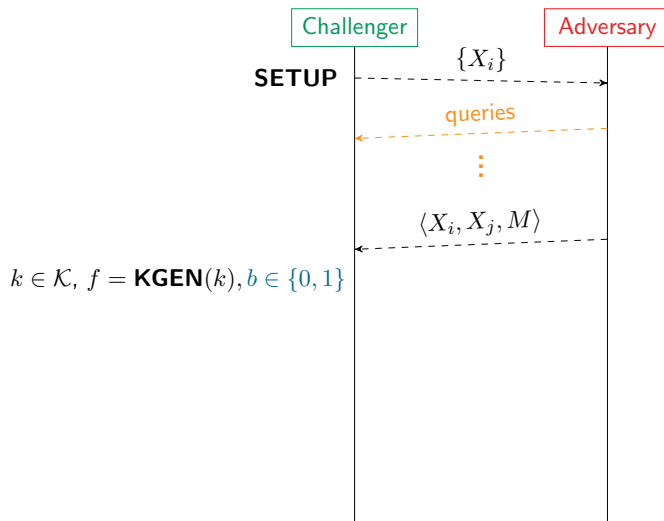 Challenger Adversary
{X_i}
SETUP
queries
⋮
⟨X_i, X_j, M⟩
k ∈ 𝒦, f = KGEN(k), b ∈ {0, 1}